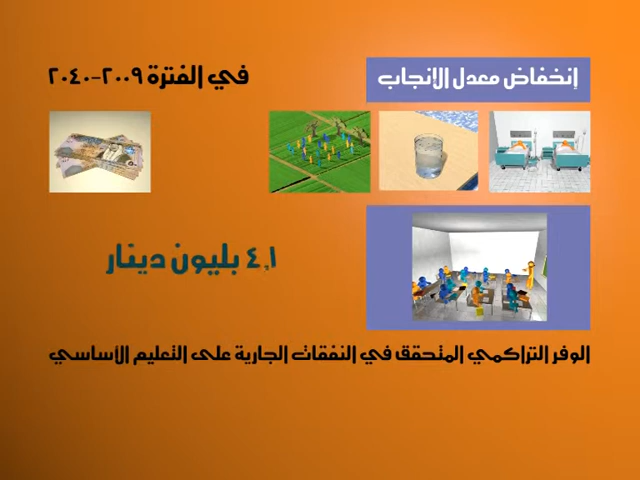 إنخفاض معدل الإنجاب
في الفترة ٢٠٠٩-٢٠٤٠
٤,١ بليون دينار
الوفر التراكمي المتحقق في النفقات الجارية على التعليم الأساسي